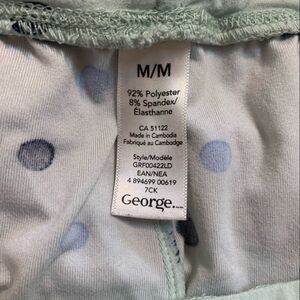 M/M
92% Polyester
8% Spandex/
Élasthanne
CA 51122
Made in Cambodia
Fabriqué au Cambodge
Style/Modèle
GRF00422LD
EAN/NEA
4 894699 00619
7CK
George.